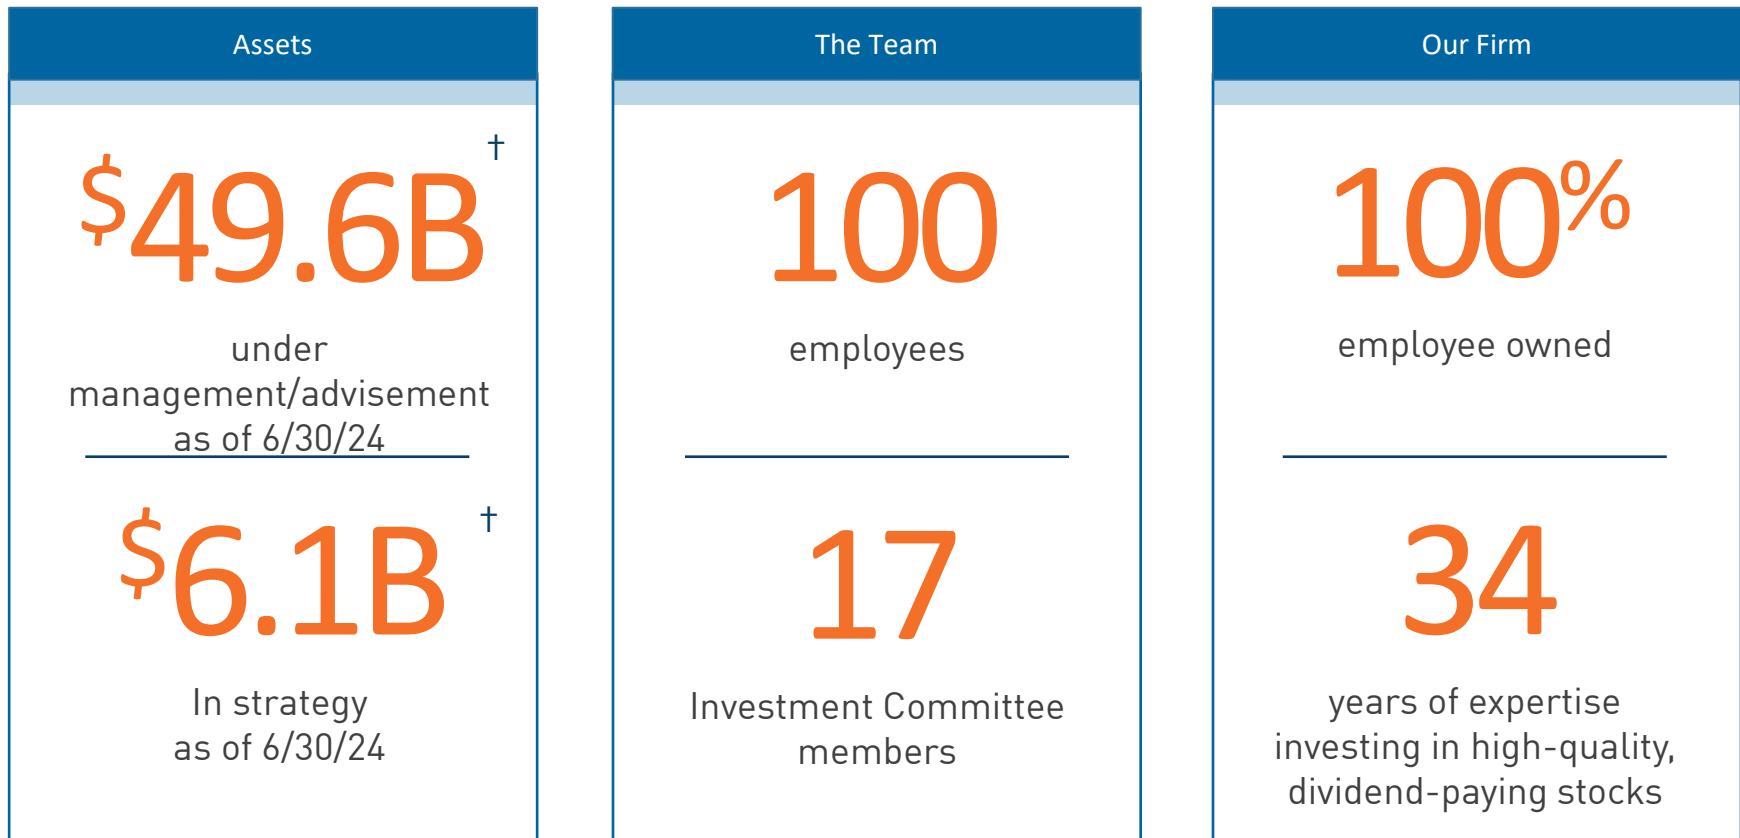 Assets
$49.6B†
under
management/advisement
as of 6/30/24
$6.1B†
In strategy
as of 6/30/24
The Team
100
employees
17
Investment Committee
members
Our Firm
100%
employee owned
34
years of expertise
investing in high-quality,
dividend-paying stocks